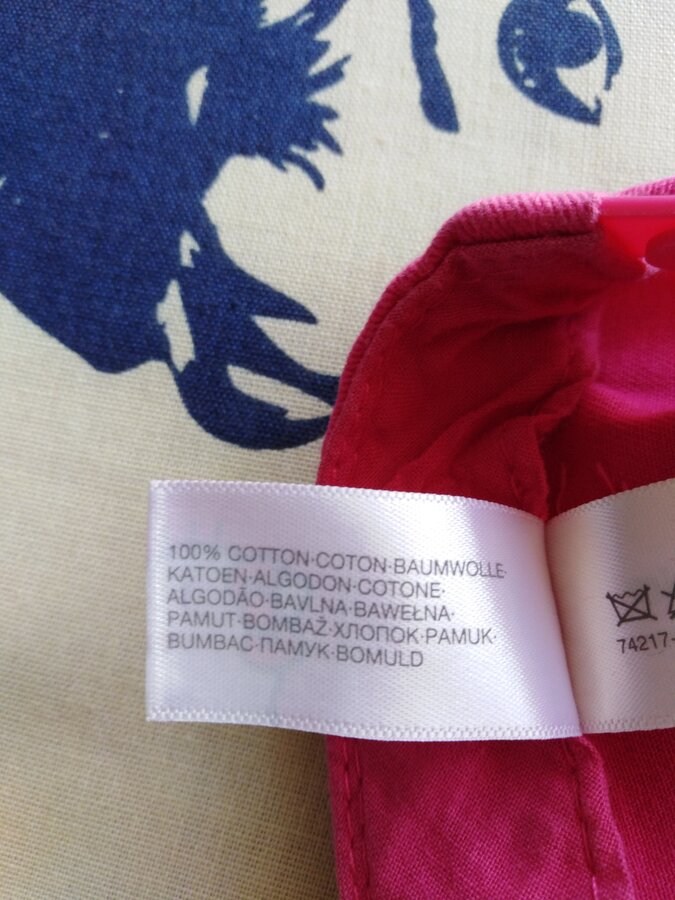 100% COTTON·COTON·BAUMWOLLE·
KATOEN·ALGODON·COTONE·
ALGODÃO·BAVLNA·BAWEŁNA·
PAMUT·BOMBAŽ·ХЛОПОК·PAMUK·
BUMBAC·ПАМУК·BOMULD
74217-